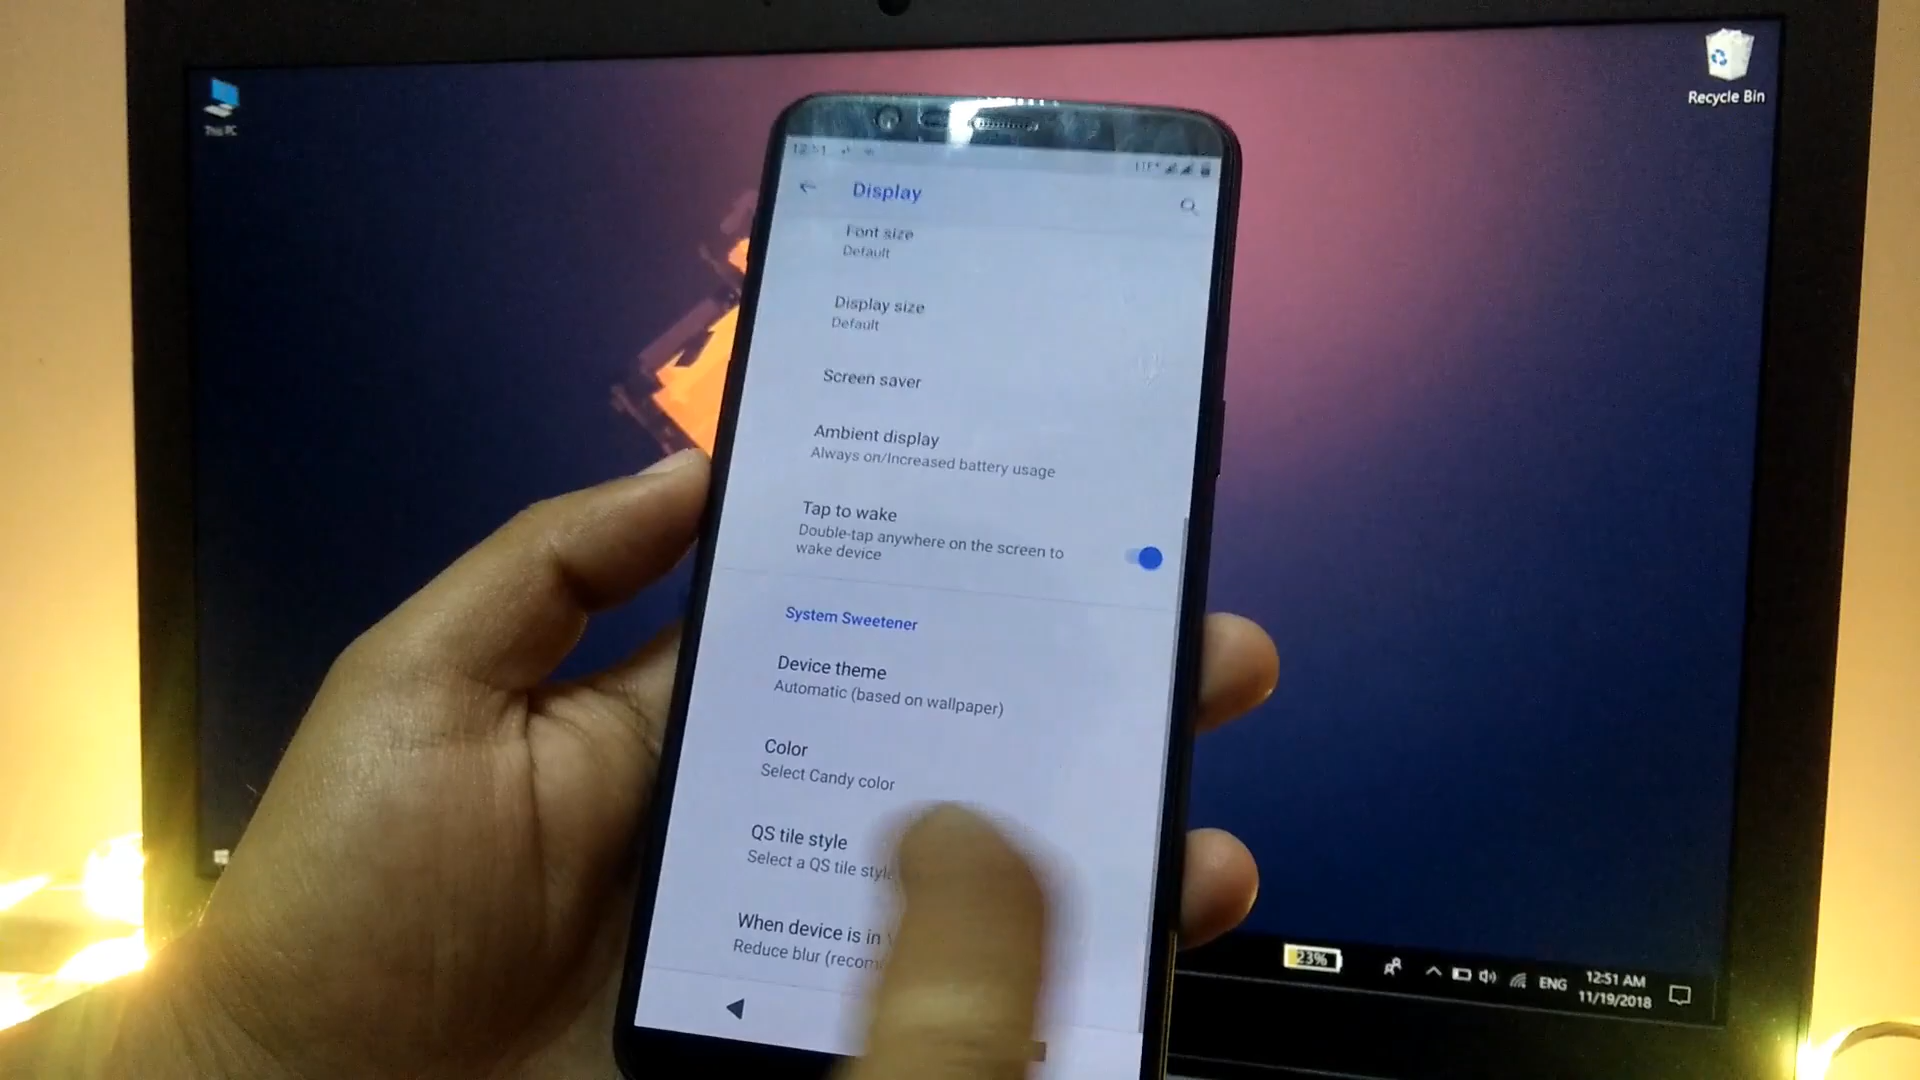 This PC
Recycle Bin
12:51
LTE
Display
Font size
Default
Display size
Default
Screen saver
Ambient display
Always on/Increased battery usage
Tap to wake
Double-tap anywhere on the screen to
wake device
System Sweetener
Device theme
Automatic (based on wallpaper)
Color
Select Candy color
QS tile style
Select a QS tile style
When device is in
Reduce blur
23%
ENG
12:51 AM
11/19/2018